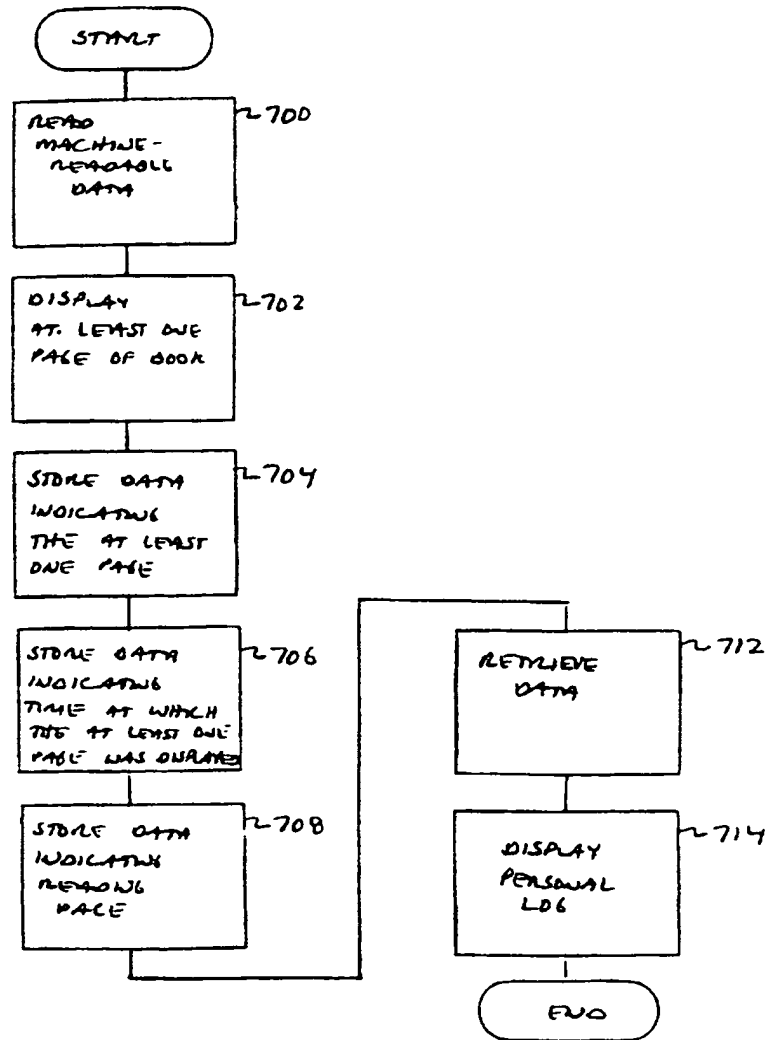 START
READ
MACHINE-
READABLE
DATA
700
DISPLAY
AT LEAST ONE
PAGE OF BOOK
702
STORE DATA
INDICATING
THE AT LEAST
ONE PAGE
704
STORE DATA
INDICATING
TIME AT WHICH
THE AT LEAST ONE
PAGE WAS DISPLAYED
706
STORE DATA
INDICATING
READING
PACE
708
RETRIEVE
DATA
712
DISPLAY
PERSONAL
LOG
714
END